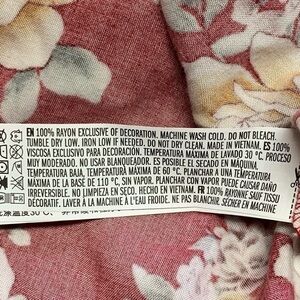 EN 100% RAYON EXCLUSIVE OF DECORATION. MACHINE WASH COLD. DO NOT BLEACH.
TUMBLE DRY LOW. IRON LOW IF NEEDED. DO NOT DRY CLEAN. MADE IN VIETNAM. ES 100%
VISCOSA EXCLUSIVO PARA DECORACIÓN. TEMPERATURA MÁXIMA DE LAVADO 30 °C. PROCESO
MUY MODERADO. NO USAR BLANQUEADOR. ES POSIBLE EL SECADO EN MÁQUINA,
TEMPERATURA BAJA, TEMPERATURA MÁXIMA DE 60 °C. PLANCHAR A UNA TEMPERATURA
MÁXIMA DE LA BASE DE 110 °C, SIN VAPOR. PLANCHAR CON VAPOR PUEDE CAUSAR DAÑO
IRREVERSIBLE. NO LIMPIAR EN SECO. HECHO EN VIETNAM. FR 100% RAYONNE SAUF TISSU
DÉCORATIF. LAVER À LA MACHINE À L'EAU FROIDE. NE PAS BLANCHIR. SÉCHER EN MACHINE